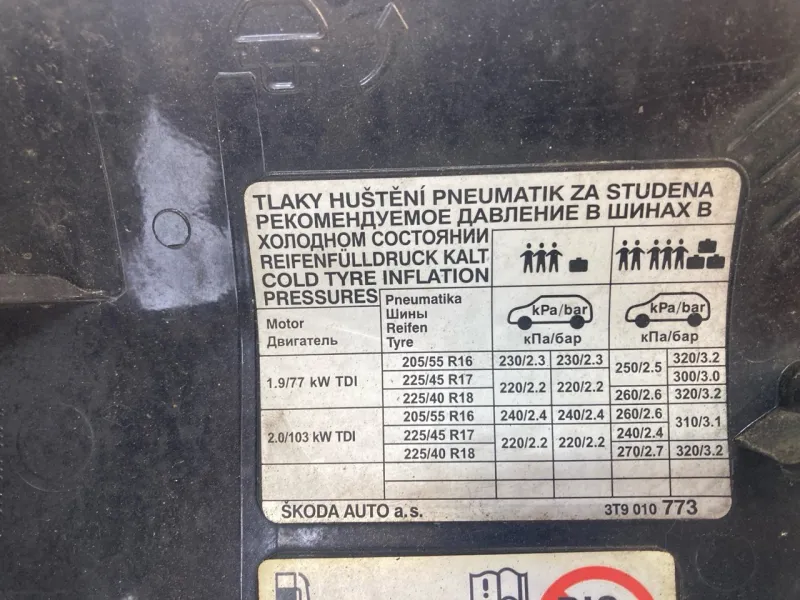 TLAKY HUŠTĚNÍ PNEUMATIK ZA STUDENA
РЕКОМЕНДУЕМОЕ ДАВЛЕНИЕ В ШИНАХ В
ХОЛОДНОМ СОСТОЯНИИ
REIFENFÜLLDRUCK KALT
COLD TYRE INFLATION
PRESSURES
Pneumatika
Шины
Reifen
Tyre
Motor
Двигатель
kPa/bar
кПа/бар
kPa/bar
кПа/бар
1.9/77 kW TDI
205/55 R16 230/2.3 230/2.3 250/2.5 320/3.2
225/45 R17 220/2.2 220/2.2 300/3.0
225/40 R18 260/2.6 320/3.2
2.0/103 kW TDI
205/55 R16 240/2.4 240/2.4 260/2.6 310/3.1
225/45 R17 220/2.2 220/2.2 240/2.4
225/40 R18 270/2.7 320/3.2
ŠKODA AUTO a.s. 3T9 010 773